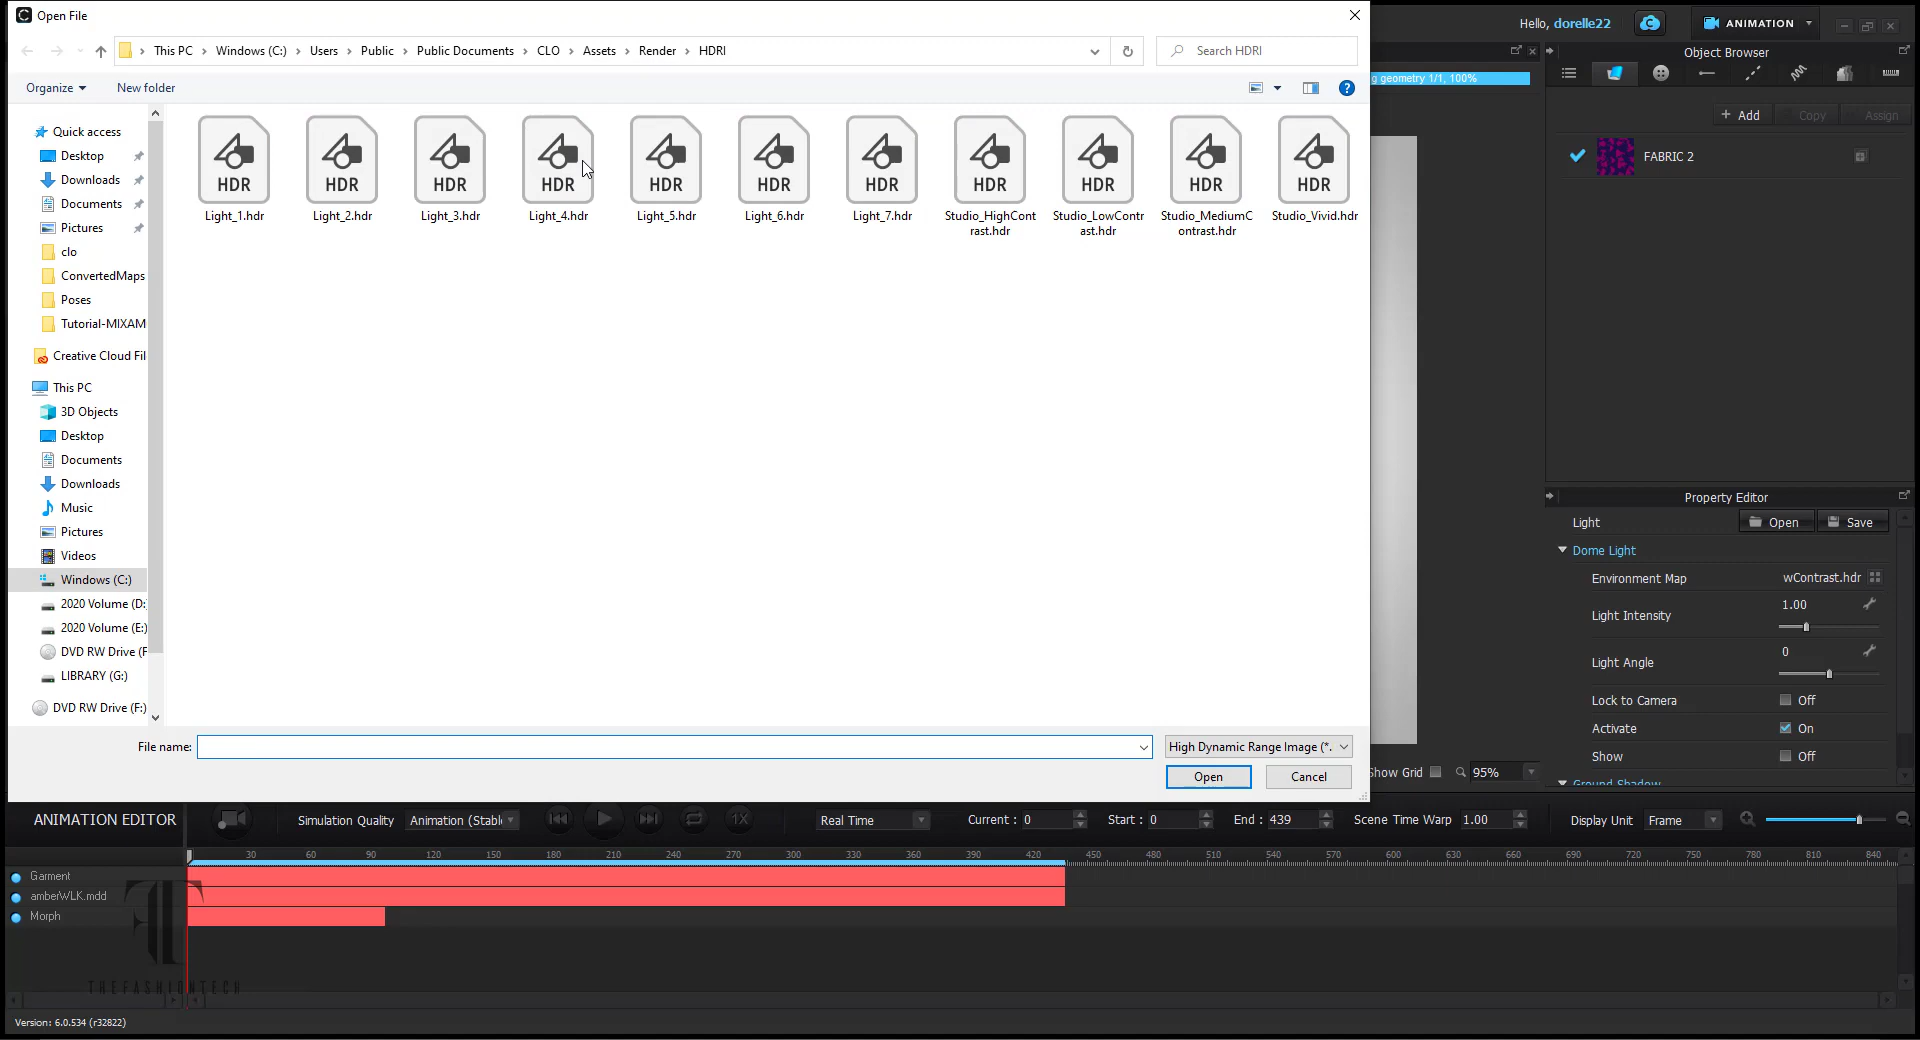 Open File
Hello, dorelle22
ANIMATION
This PC > Windows (C:) > Users > Public > Public Documents > CLO > Assets > Render > HDRI
Search HDRI
Object Browser
Organize
New folder
g geometry 1/1, 100%
+ Add
Copy
Assign
FABRIC 2
Quick access
Desktop
Downloads
Documents
Pictures
clo
ConvertedMaps
Poses
Tutorial-MIXAM
Creative Cloud Fil
This PC
3D Objects
Desktop
Documents
Downloads
Music
Pictures
Videos
Windows (C:)
2020 Volume (D:
2020 Volume (E:)
DVD RW Drive (F
LIBRARY (G:)
DVD RW Drive (F:)
HDR
HDR
HDR
HDR
HDR
HDR
HDR
HDR
HDR
HDR
HDR
Light_1.hdr
Light_2.hdr
Light_3.hdr
Light_4.hdr
Light_5.hdr
Light_6.hdr
Light_7.hdr
Studio_HighCont
rast.hdr
Studio_LowContr
ast.hdr
Studio_MediumC
ontrast.hdr
Studio_Vivid.hdr
File name:
High Dynamic Range Image (*.
Open
Cancel
Property Editor
Light
Open
Save
Dome Light
Environment Map
wContrast.hdr
Light Intensity
1.00
Light Angle
0
Lock to Camera
Off
Activate
On
Show
Off
Ground Shadow
Show Grid
95%
ANIMATION EDITOR
Simulation Quality
Animation (Stabl
1X
Real Time
Current : 0
Start : 0
End : 439
Scene Time Warp 1.00
Display Unit
Frame
30 60 90 120 150 180 210 240 270 300 330 360 390 420 450 480 510 540 570 600 630 660 690 720 750 780 810 840
Garment
amberWLK.mdd
Morph
THEFASHIONTECH
Version: 6.0.534 (r32822)